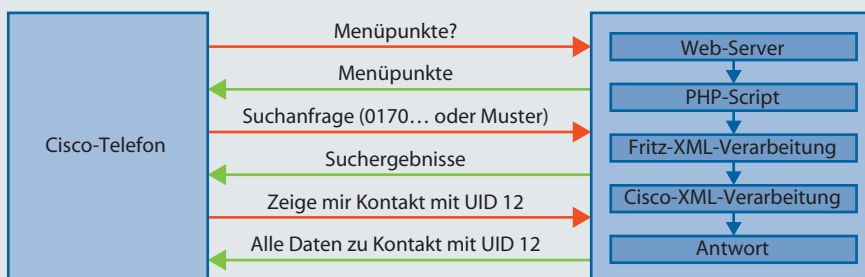 Cisco-Telefon
Menüpunkte?
Menüpunkte
Suchanfrage (0170… oder Muster)
Suchergebnisse
Zeige mir Kontakt mit UID 12
Alle Daten zu Kontakt mit UID 12
Web-Server
PHP-Script
Fritz-XML-Verarbeitung
Cisco-XML-Verarbeitung
Antwort